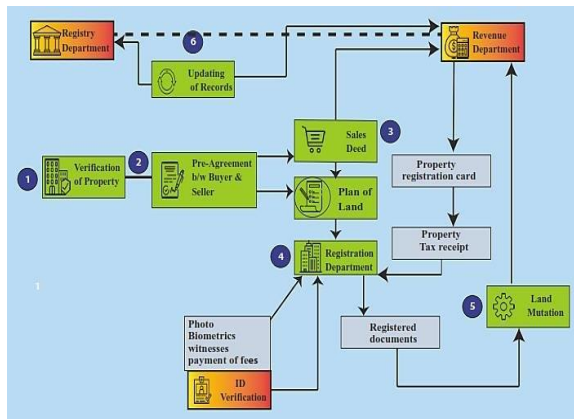 Registry
Department
6
Revenue
Department
Updating
of Records
Sales
Deed
3
1
Verification
of Property
2
Pre-Agreement
b/w Buyer &
Seller
Plan of
Land
Property
registration card
4
Registration
Department
Property
Tax receipt
1
5
Land
Mutation
Photo
Biometrics
witnesses
payment of fees
Registered
documents
ID
Verification